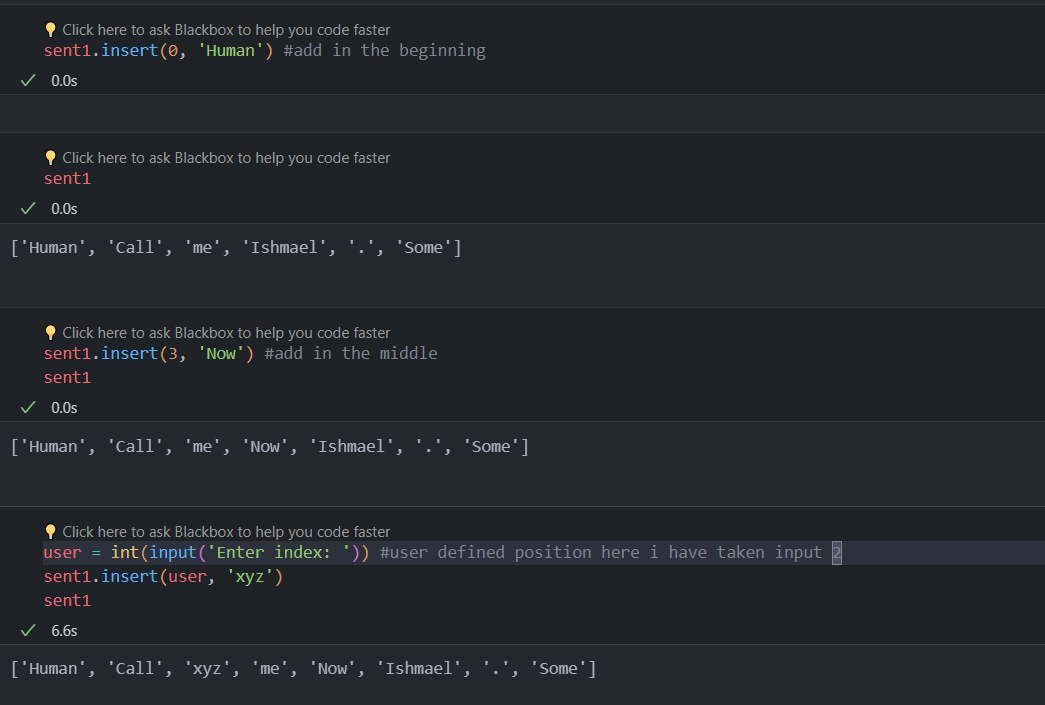 💡 Click here to ask Blackbox to help you code faster
sent1.insert(0, 'Human') #add in the beginning
✓ 0.0s
💡 Click here to ask Blackbox to help you code faster
sent1
✓ 0.0s
['Human', 'Call', 'me', 'Ishmael', '.', 'Some']
💡 Click here to ask Blackbox to help you code faster
sent1.insert(3, 'Now') #add in the middle
sent1
✓ 0.0s
['Human', 'Call', 'me', 'Now', 'Ishmael', '.', 'Some']
💡 Click here to ask Blackbox to help you code faster
user = int(input('Enter index: ')) #user defined position here i have taken input 2
sent1.insert(user, 'xyz')
sent1
✓ 6.6s
['Human', 'Call', 'xyz', 'me', 'Now', 'Ishmael', '.', 'Some']